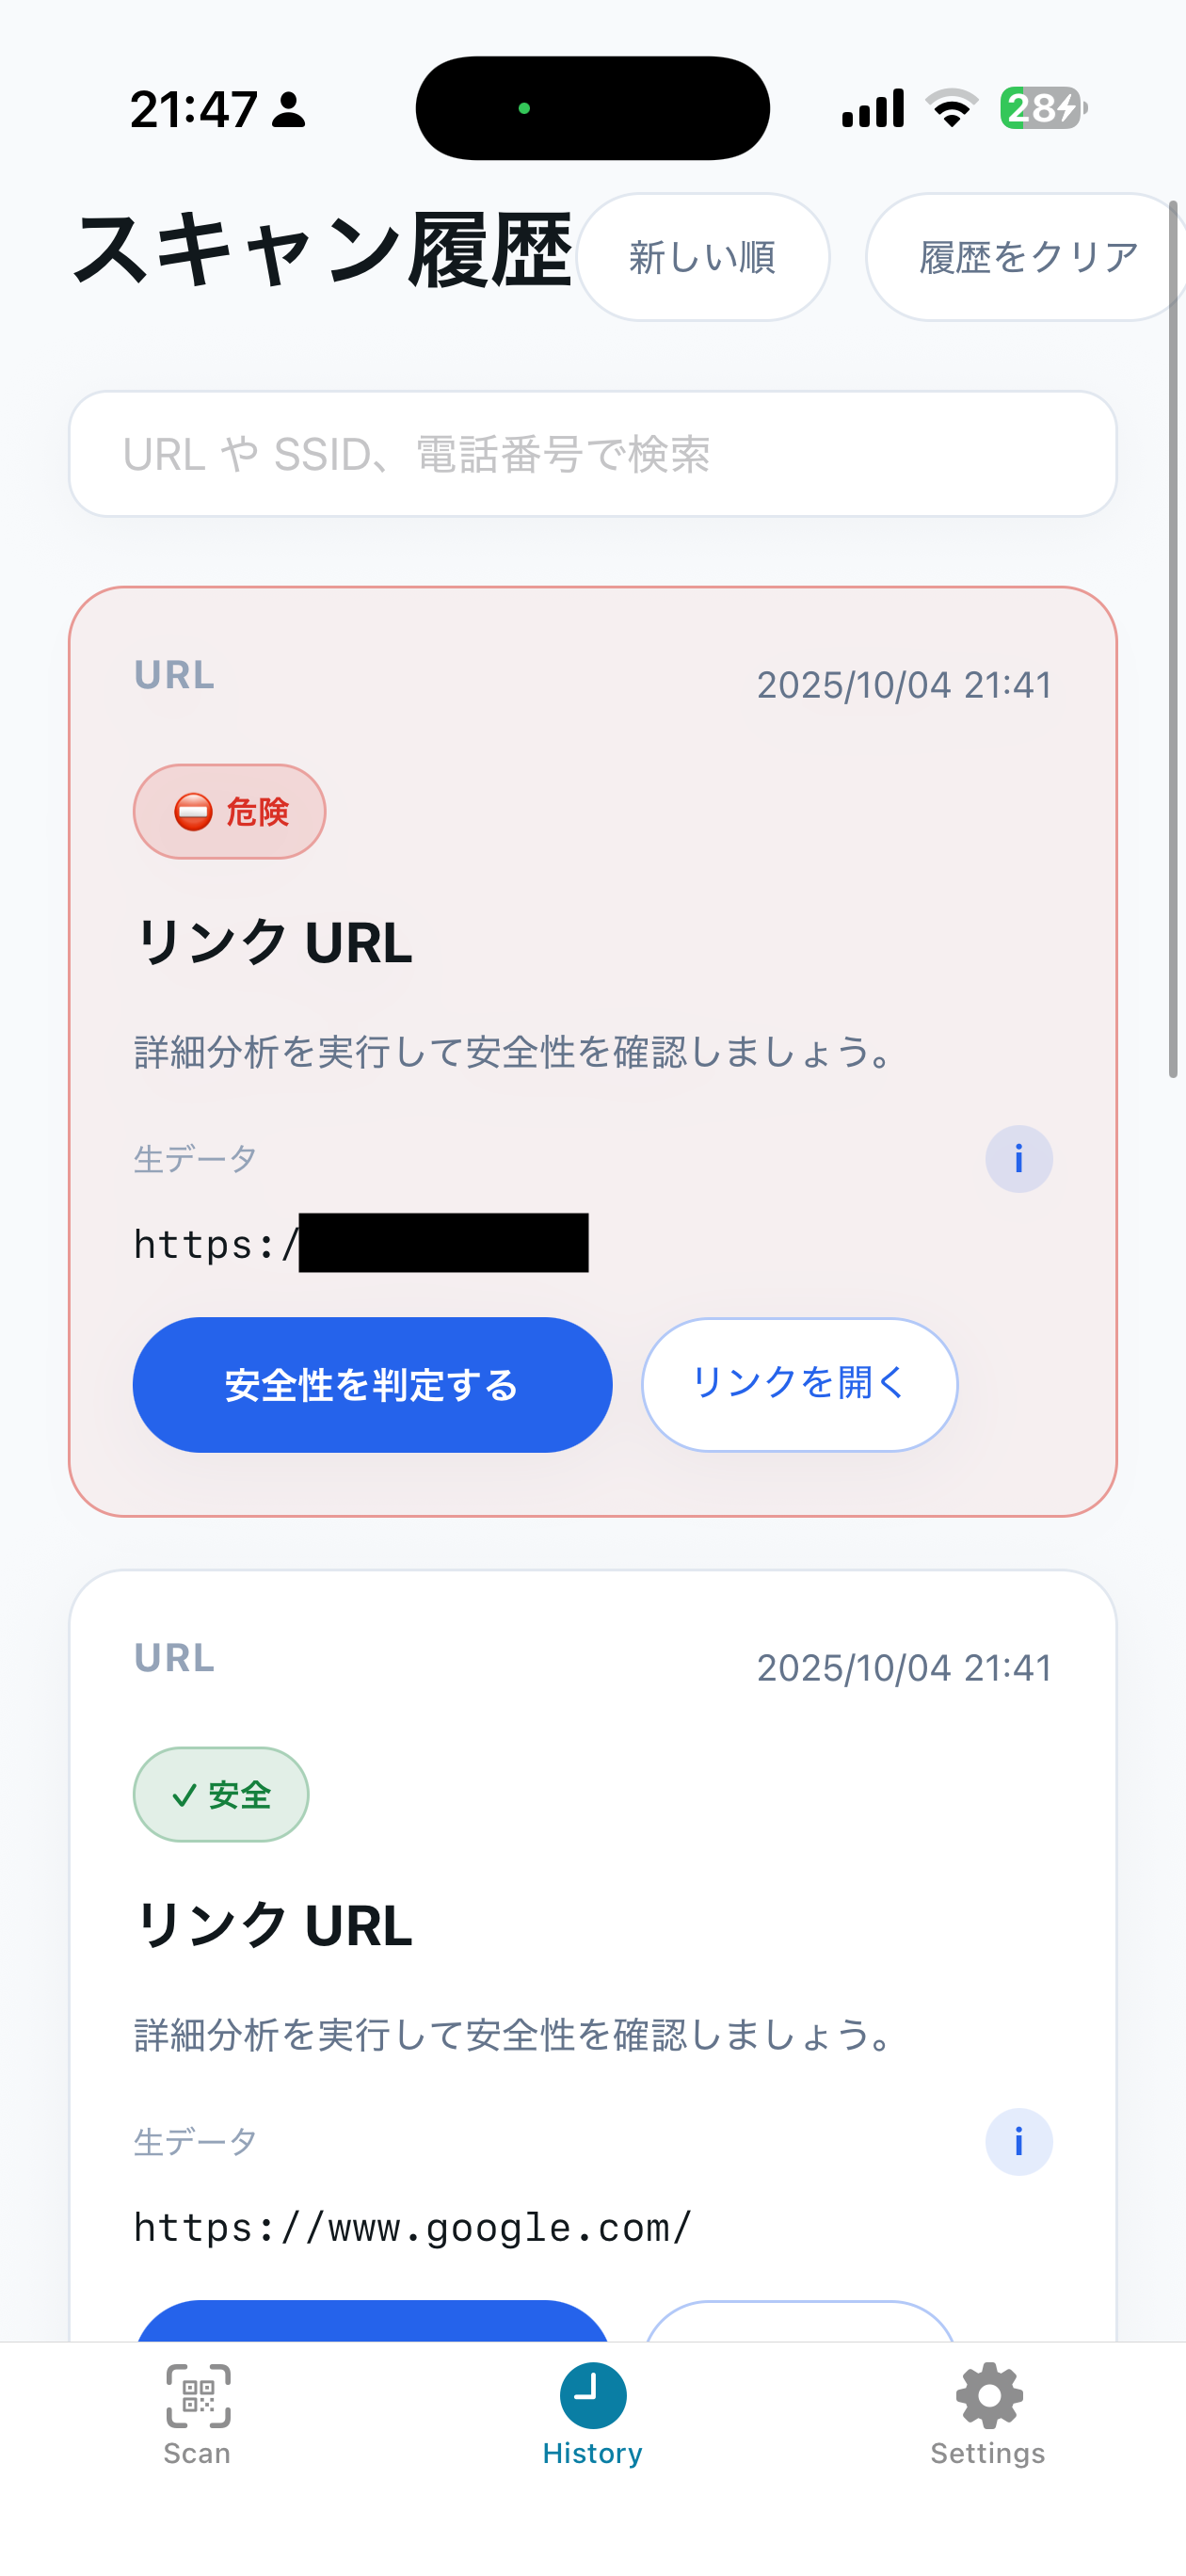 21:47
28
スキャン履歴
新しい順
履歴をクリア
URL や SSID、電話番号で検索
URL
2025/10/04 21:41
⛔ 危険
リンク URL
詳細分析を実行して安全性を確認しましょう。
生データ
i
https:/
安全性を判定する
リンクを開く
URL
2025/10/04 21:41
✓ 安全
リンク URL
詳細分析を実行して安全性を確認しましょう。
生データ
i
https://www.google.com/
Scan
History
Settings